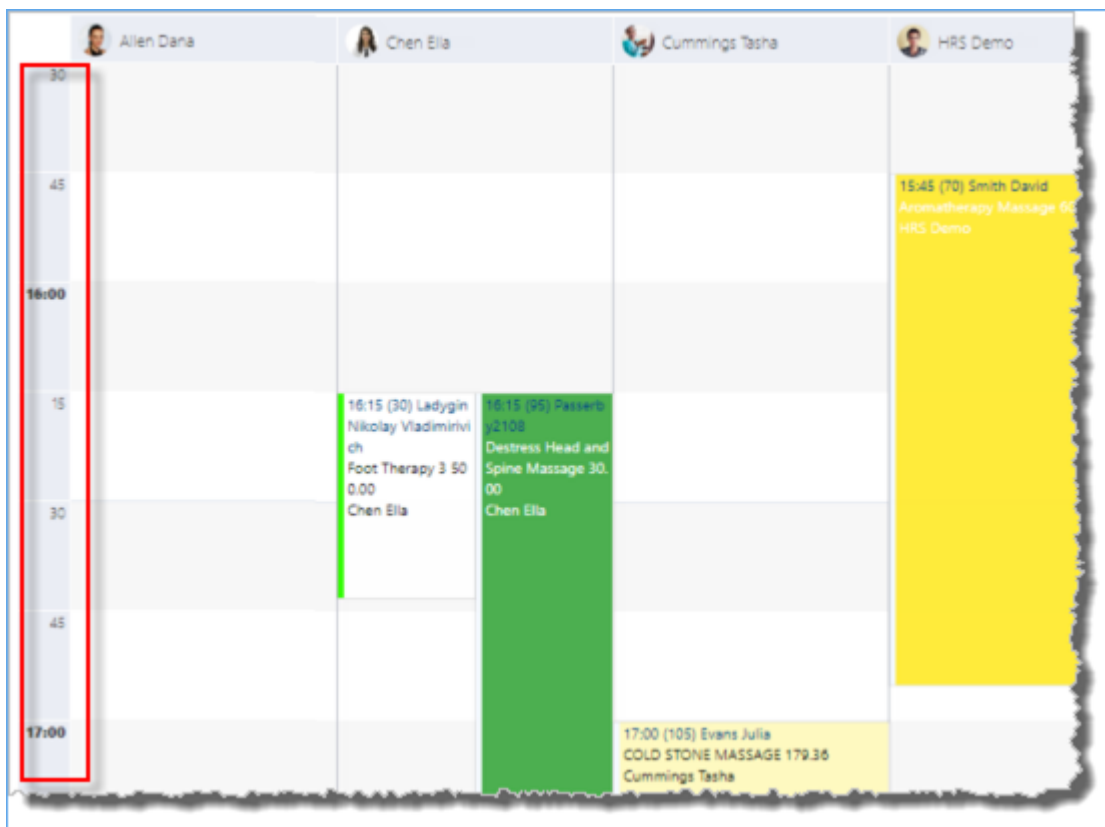 Allen Dana
Chen Ella
Cummings Tasha
HRS Demo
30
45
16:00
15
30
45
17:00
16:15 (30) Ladygin
Nikolay Vladimirivi
ch
Foot Therapy 3 50
0.00
Chen Ella
16:15 (95) Passerb
y2108
Destress Head and
Spine Massage 30.
00
Chen Ella
17:00 (105) Evans Julia
COLD STONE MASSAGE 179.36
Cummings Tasha
15:45 (70) Smith David
Aromatherapy Massage 60
HRS Demo